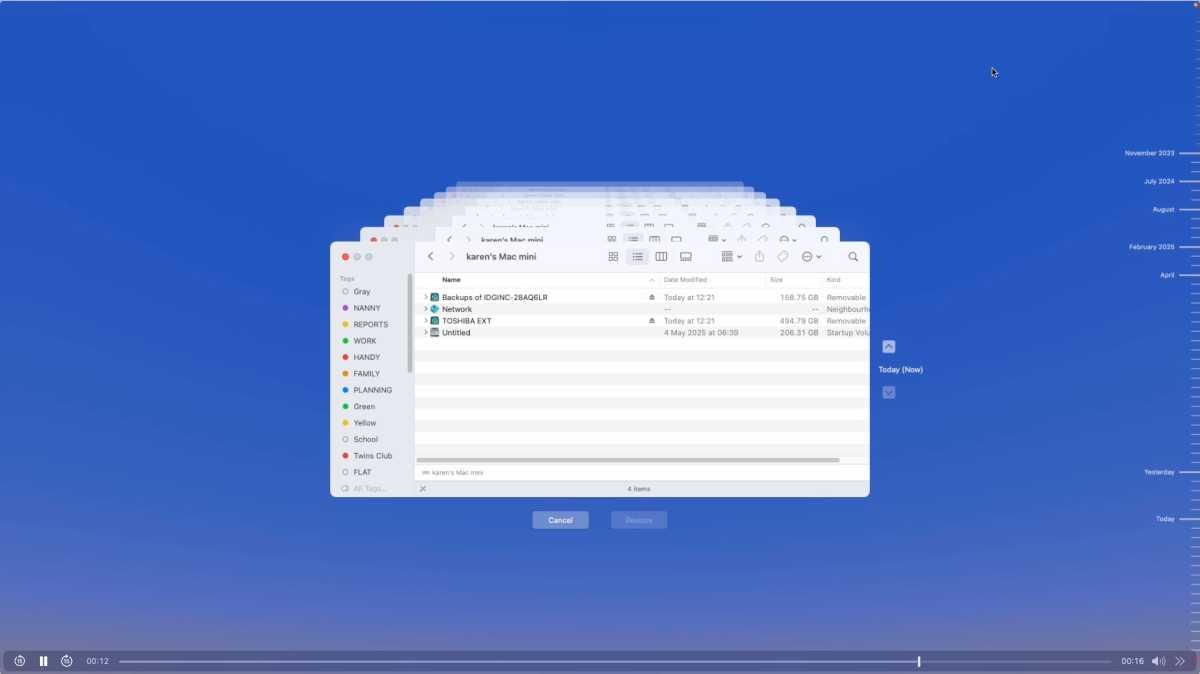 November 2023
July 2024
August
February 2025
April
Yesterday
Today
karen's Mac mini
karen's Mac mini
Tags
Gray
NANNY
REPORTS
WORK
HANDY
FAMILY
PLANNING
Green
Yellow
School
Twins Club
FLAT
All Tags...
Name Date Modified Size Kind
Backups of IDGINC-28AQ6LR Today at 12:21 158.75 GB Removable
Network -- -- Neighbourh
TOSHIBA EXT Today at 12:21 494.79 GB Removable
Untitled 4 May 2025 at 06:39 206.31 GB Startup Volu
karen's Mac mini
4 items
Today (Now)
Cancel Restore
00:12 00:16